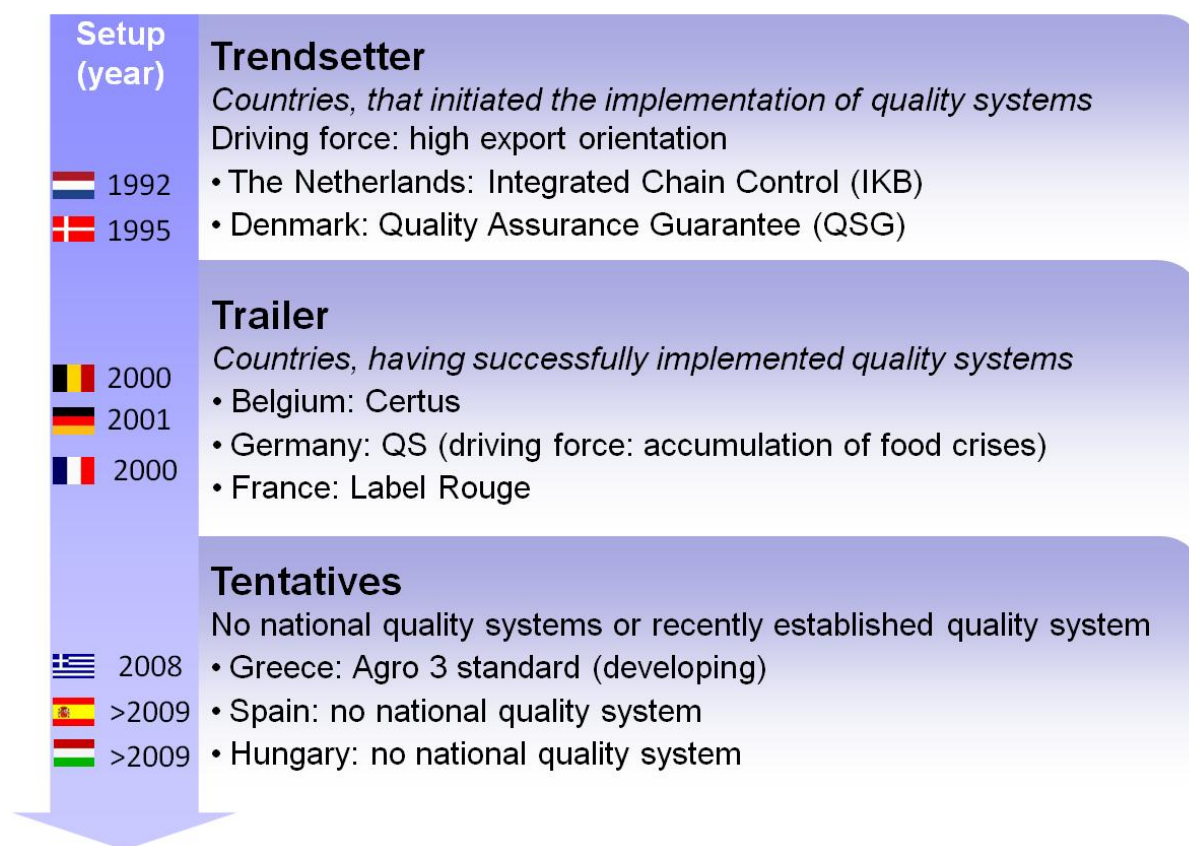 Setup
(year)
Trendsetter
Countries, that initiated the implementation of quality systems
Driving force: high export orientation
1992 • The Netherlands: Integrated Chain Control (IKB)
1995 • Denmark: Quality Assurance Guarantee (QSG)
Trailer
Countries, having successfully implemented quality systems
2000 • Belgium: Certus
2001 • Germany: QS (driving force: accumulation of food crises)
2000 • France: Label Rouge
Tentatives
No national quality systems or recently established quality system
2008 • Greece: Agro 3 standard (developing)
>2009 • Spain: no national quality system
>2009 • Hungary: no national quality system